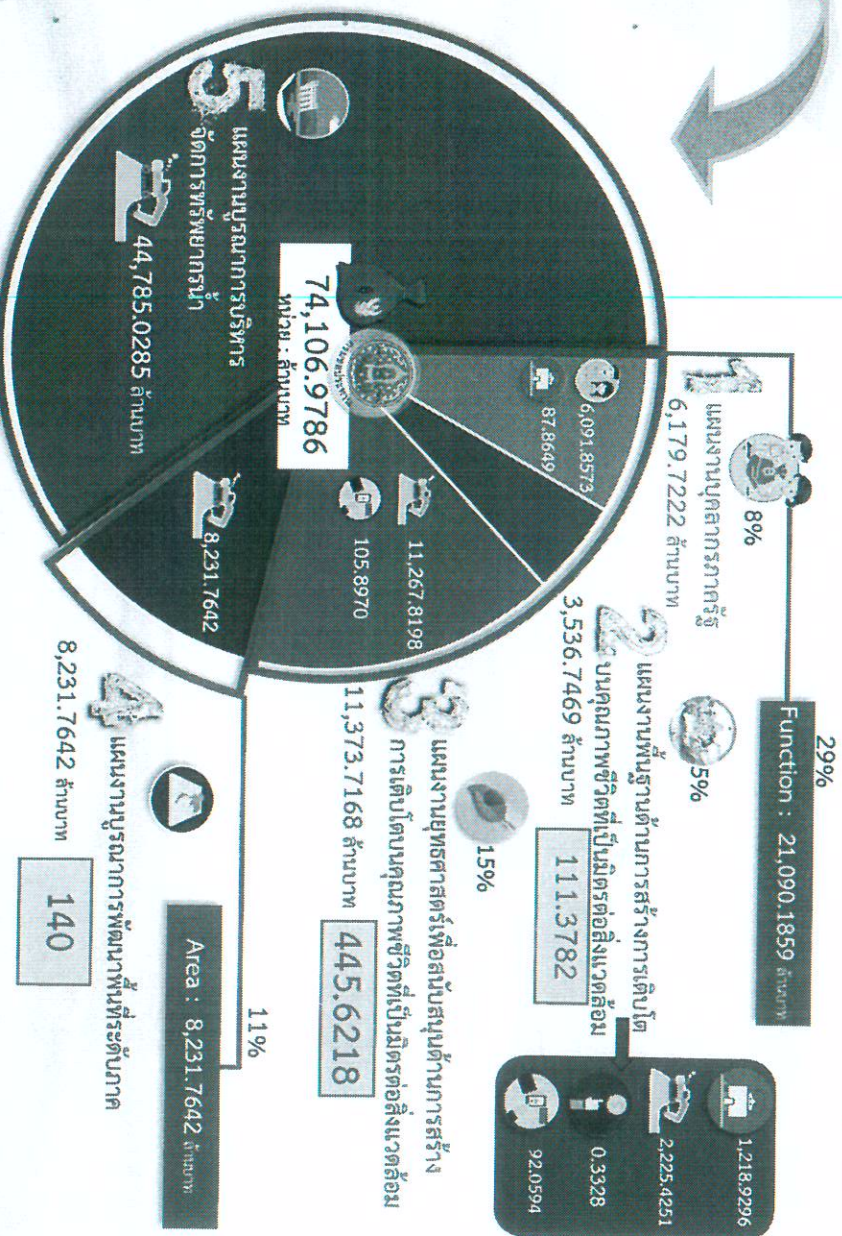 29%
Function : 21,090.1859 ล้านบาท
8%
1
แผนงานบุคลากรภาครัฐ
6,179.7222 ล้านบาท
5%
2
แผนงานพื้นฐานด้านการสร้างการเติบโต
บนคุณภาพชีวิตที่เป็นมิตรต่อสิ่งแวดล้อม
3,536.7469 ล้านบาท
111.3782
1,218.9296
2,225.4251
0.3328
92.0594
15%
3
แผนงานยุทธศาสตร์เพื่อสนับสนุนด้านการสร้าง
การเติบโตบนคุณภาพชีวิตที่เป็นมิตรต่อสิ่งแวดล้อม
11,373.7168 ล้านบาท
445.6218
11%
Area : 8,231.7642 ล้านบาท
4
แผนงานบูรณาการพัฒนาพื้นที่ระดับภาค
8,231.7642 ล้านบาท
140
6,091.8573
87.8649
11,267.8198
105.8970
8,231.7642
74,106.9786
หน่วย : ล้านบาท
5
แผนงานบูรณาการบริหาร
จัดการทรัพยากรน้ำ
44,785.0285 ล้านบาท